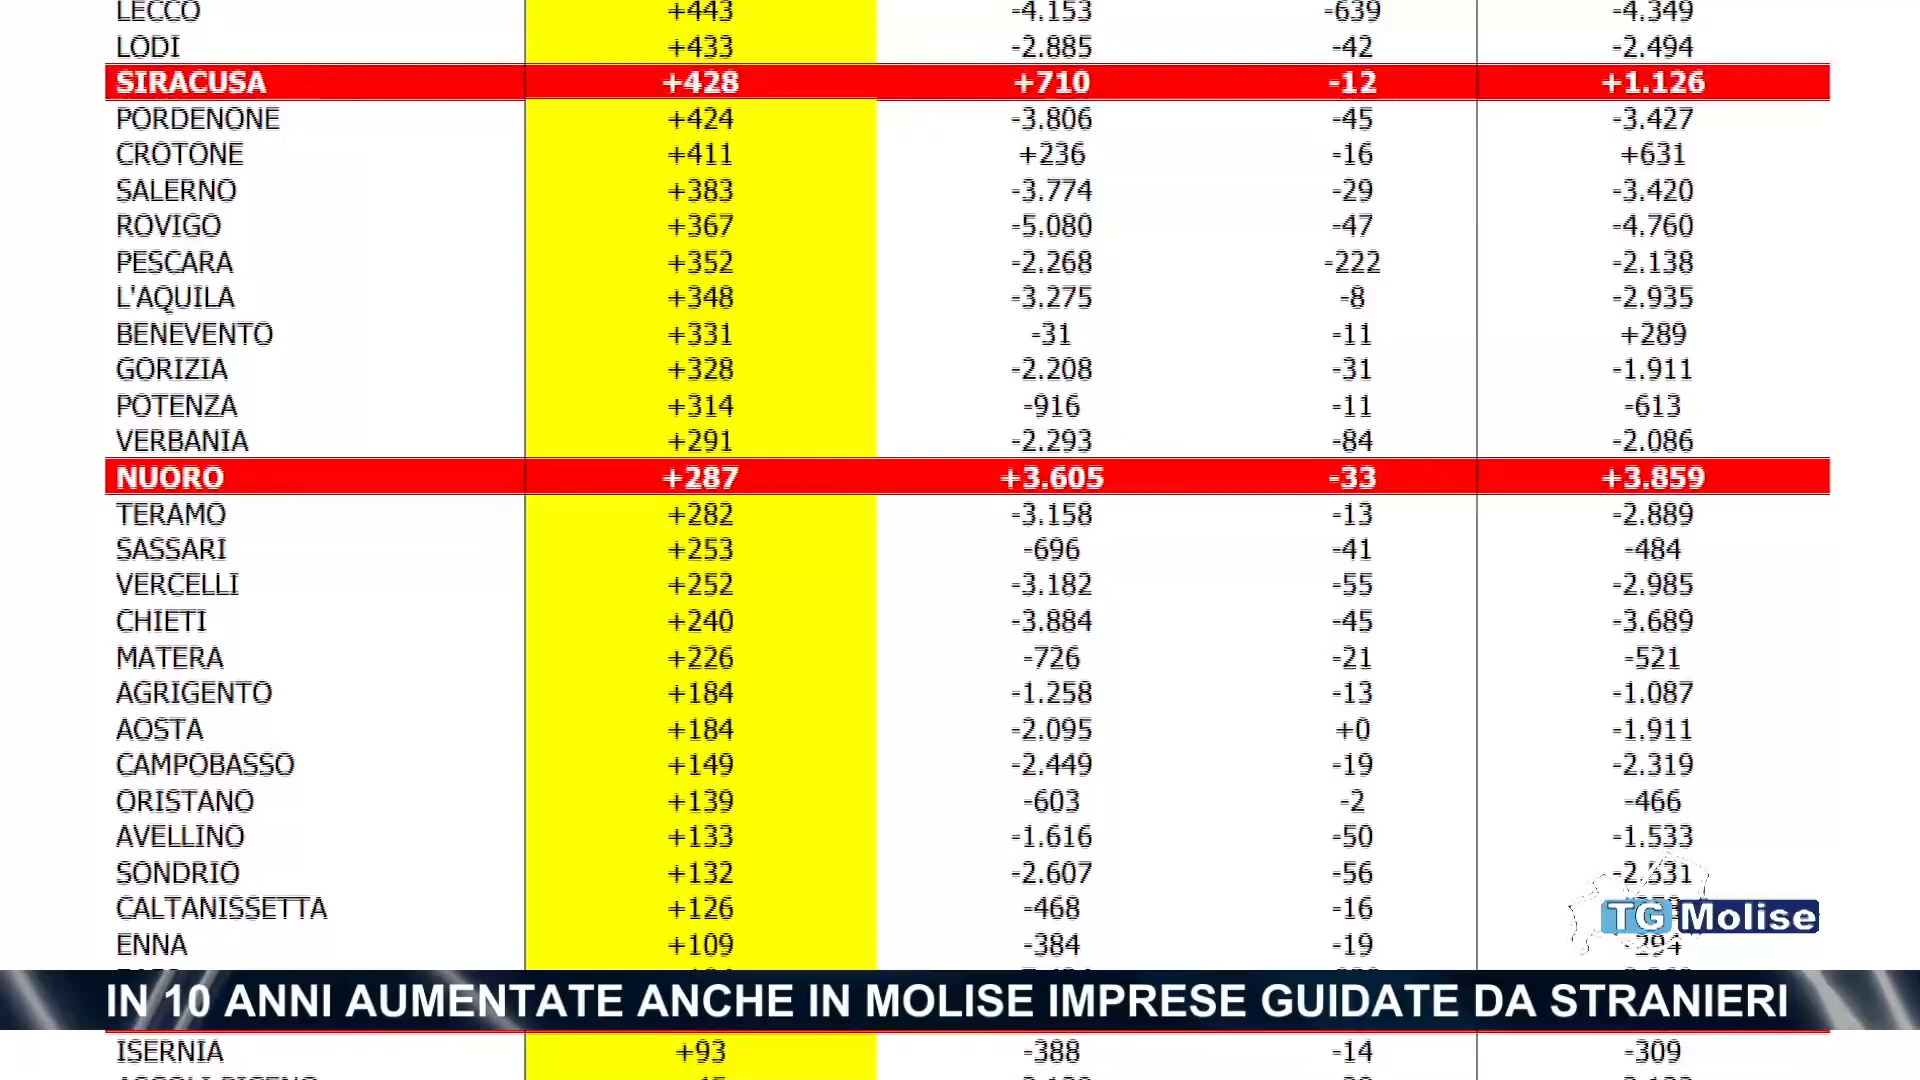 LECCO +443 -4.153 -639 -4.349
LODI +433 -2.885 -42 -2.494
SIRACUSA +428 +710 -12 +1.126
PORDENONE +424 -3.806 -45 -3.427
CROTONE +411 +236 -16 +631
SALERNO +383 -3.774 -29 -3.420
ROVIGO +367 -5.080 -47 -4.760
PESCARA +352 -2.268 -222 -2.138
L'AQUILA +348 -3.275 -8 -2.935
BENEVENTO +331 -31 -11 +289
GORIZIA +328 -2.208 -31 -1.911
POTENZA +314 -916 -11 -613
VERBANIA +291 -2.293 -84 -2.086
NUORO +287 +3.605 -33 +3.859
TERAMO +282 -3.158 -13 -2.889
SASSARI +253 -696 -41 -484
VERCELLI +252 -3.182 -55 -2.985
CHIETI +240 -3.884 -45 -3.689
MATERA +226 -726 -21 -521
AGRIGENTO +184 -1.258 -13 -1.087
AOSTA +184 -2.095 +0 -1.911
CAMPOBASSO +149 -2.449 -19 -2.319
ORISTANO +139 -603 -2 -466
AVELLINO +133 -1.616 -50 -1.533
SONDRIO +132 -2.607 -56 -2.531
CALTANISSETTA +126 -468 -16
TG Molise
ENNA +109 -384 -19 -294
IN 10 ANNI AUMENTATE ANCHE IN MOLISE IMPRESE GUIDATE DA STRANIERI
ISERNIA +93 -388 -14 -309